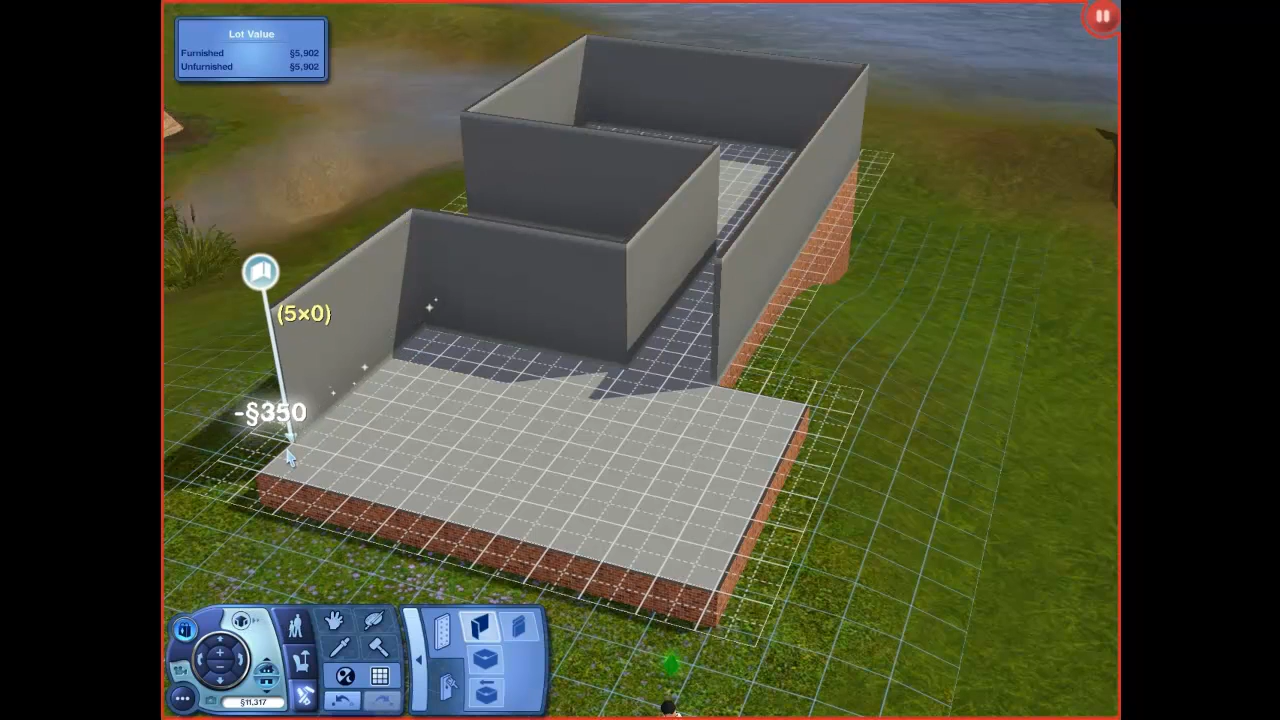 Lot Value
Furnished §5,902
Unfurnished §5,902
(5×0)
-§350
§11,317